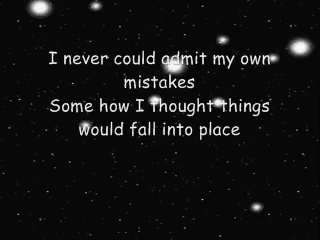 I never could admit my own
mistakes
Some how I thought things
would fall into place